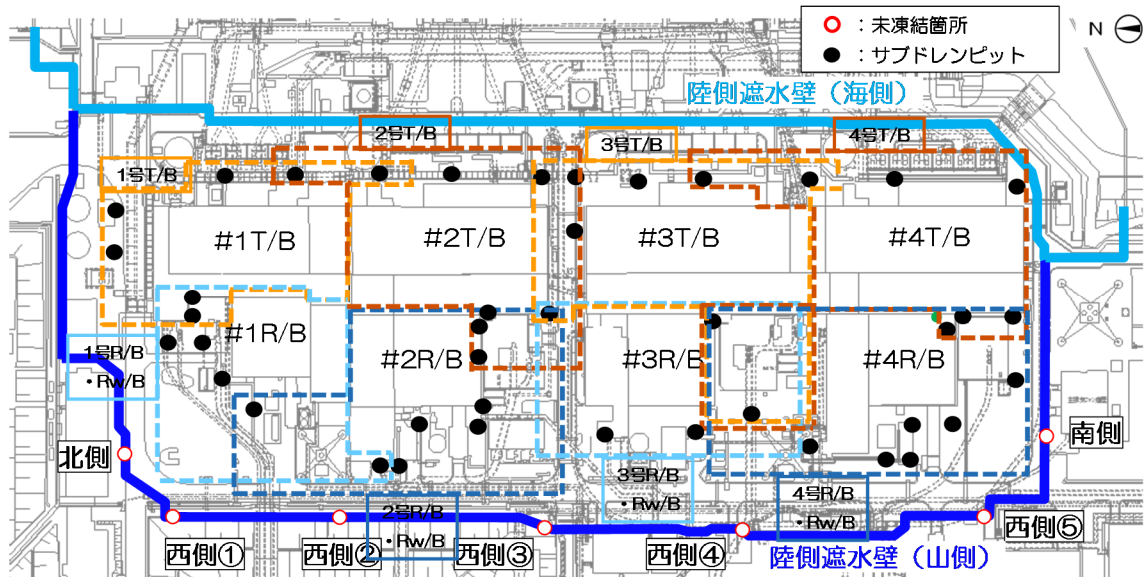 ○：未凍結箇所
●：サブドレンピット
N
陸側遮水壁（海側）
2号T/B
3号T/B
4号T/B
1号T/B
#1T/B
#2T/B
#3T/B
#4T/B
#1R/B
#2R/B
#3R/B
#4R/B
1号R/B
・Rw/B
北側
南側
3号R/B
・Rw/B
4号R/B
・Rw/B
2号R/B
・Rw/B
西側①
西側②
西側③
西側④
西側⑤
陸側遮水壁（山側）